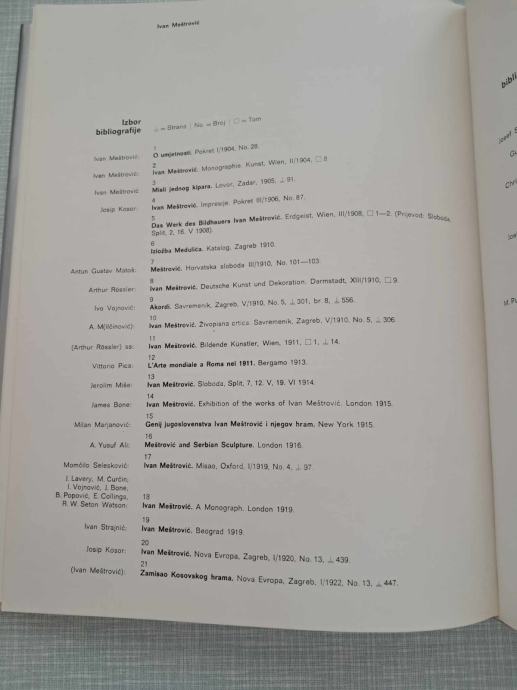 Ivan Meštrović
Izbor
bibliografije
⊥ = Strana | No = Broj | □ = Tom
1
Ivan Meštrović: O umjetnosti. Pokret I/1904, No. 28.
2
Ivan Meštrović: Ivan Meštrović. Monographie. Kunst, Wien, II/1904, □ 8
3
Ivan Meštrović: Misli jednog kipara. Lovor, Zadar, 1905, ⊥ 91.
4
Josip Kosor: Ivan Meštrović. Impresije. Pokret III/1906, No. 87.
5
Das Werk des Bildhauers Ivan Meštrović. Erdgeist, Wien, III/1908, □ 1—2. (Prijevod: Sloboda,
Split, 2, 16, V 1908).
6
Izložba Medulića. Katalog. Zagreb 1910.
7
Antun Gustav Matoš: Meštrović. Horvatska sloboda III/1910, No. 101—103.
8
Arthur Rössler: Ivan Meštrović. Deutsche Kunst und Dekoration. Darmstadt, XIII/1910, □ 9.
9
Ivo Vojnović: Akordi. Savremenik, Zagreb, V/1910, No. 5, ⊥ 301, br. 8, ⊥ 556.
10
A. M(ilčinović): Ivan Meštrović. Živopisna crtica. Savremenik, Zagreb, V/1910, No. 5, ⊥ 306.
11
(Arthur Rössler) ss: Ivan Meštrović. Bildende Künstler, Wien, 1911, □ 1, ⊥ 14.
12
Vittorio Pica: L'Arte mondiale a Roma nel 1911. Bergamo 1913.
13
Jerolim Miše: Ivan Meštrović. Sloboda, Split, 7, 12, V, 19. VI 1914.
14
James Bone: Ivan Meštrović. Exhibition of the works of Ivan Meštrović. London 1915.
15
Milan Marjanović: Genij jugoslovenstva Ivan Meštrović i njegov hram. New York 1915.
16
A. Yusuf Ali: Meštrović and Serbian Sculpture. London 1916.
17
Momčilo Selesković: Ivan Meštrović. Misao, Oxford, I/1919, No. 4, ⊥ 97.
J. Lavery, M. Ćurčin,
I. Vojnović, J. Bone,
B. Popović, E. Collings, 18
R. W. Seton Watson: Ivan Meštrović. A Monograph. London 1919.
19
Ivan Strajnić: Ivan Meštrović. Beograd 1919.
20
Josip Kosor: Ivan Meštrović. Nova Evropa, Zagreb, I/1920, No. 13, ⊥ 439.
21
(Ivan Meštrović): Zamisao Kosovskog hrama. Nova Evropa, Zagreb, I/1922, No. 13, ⊥ 447.